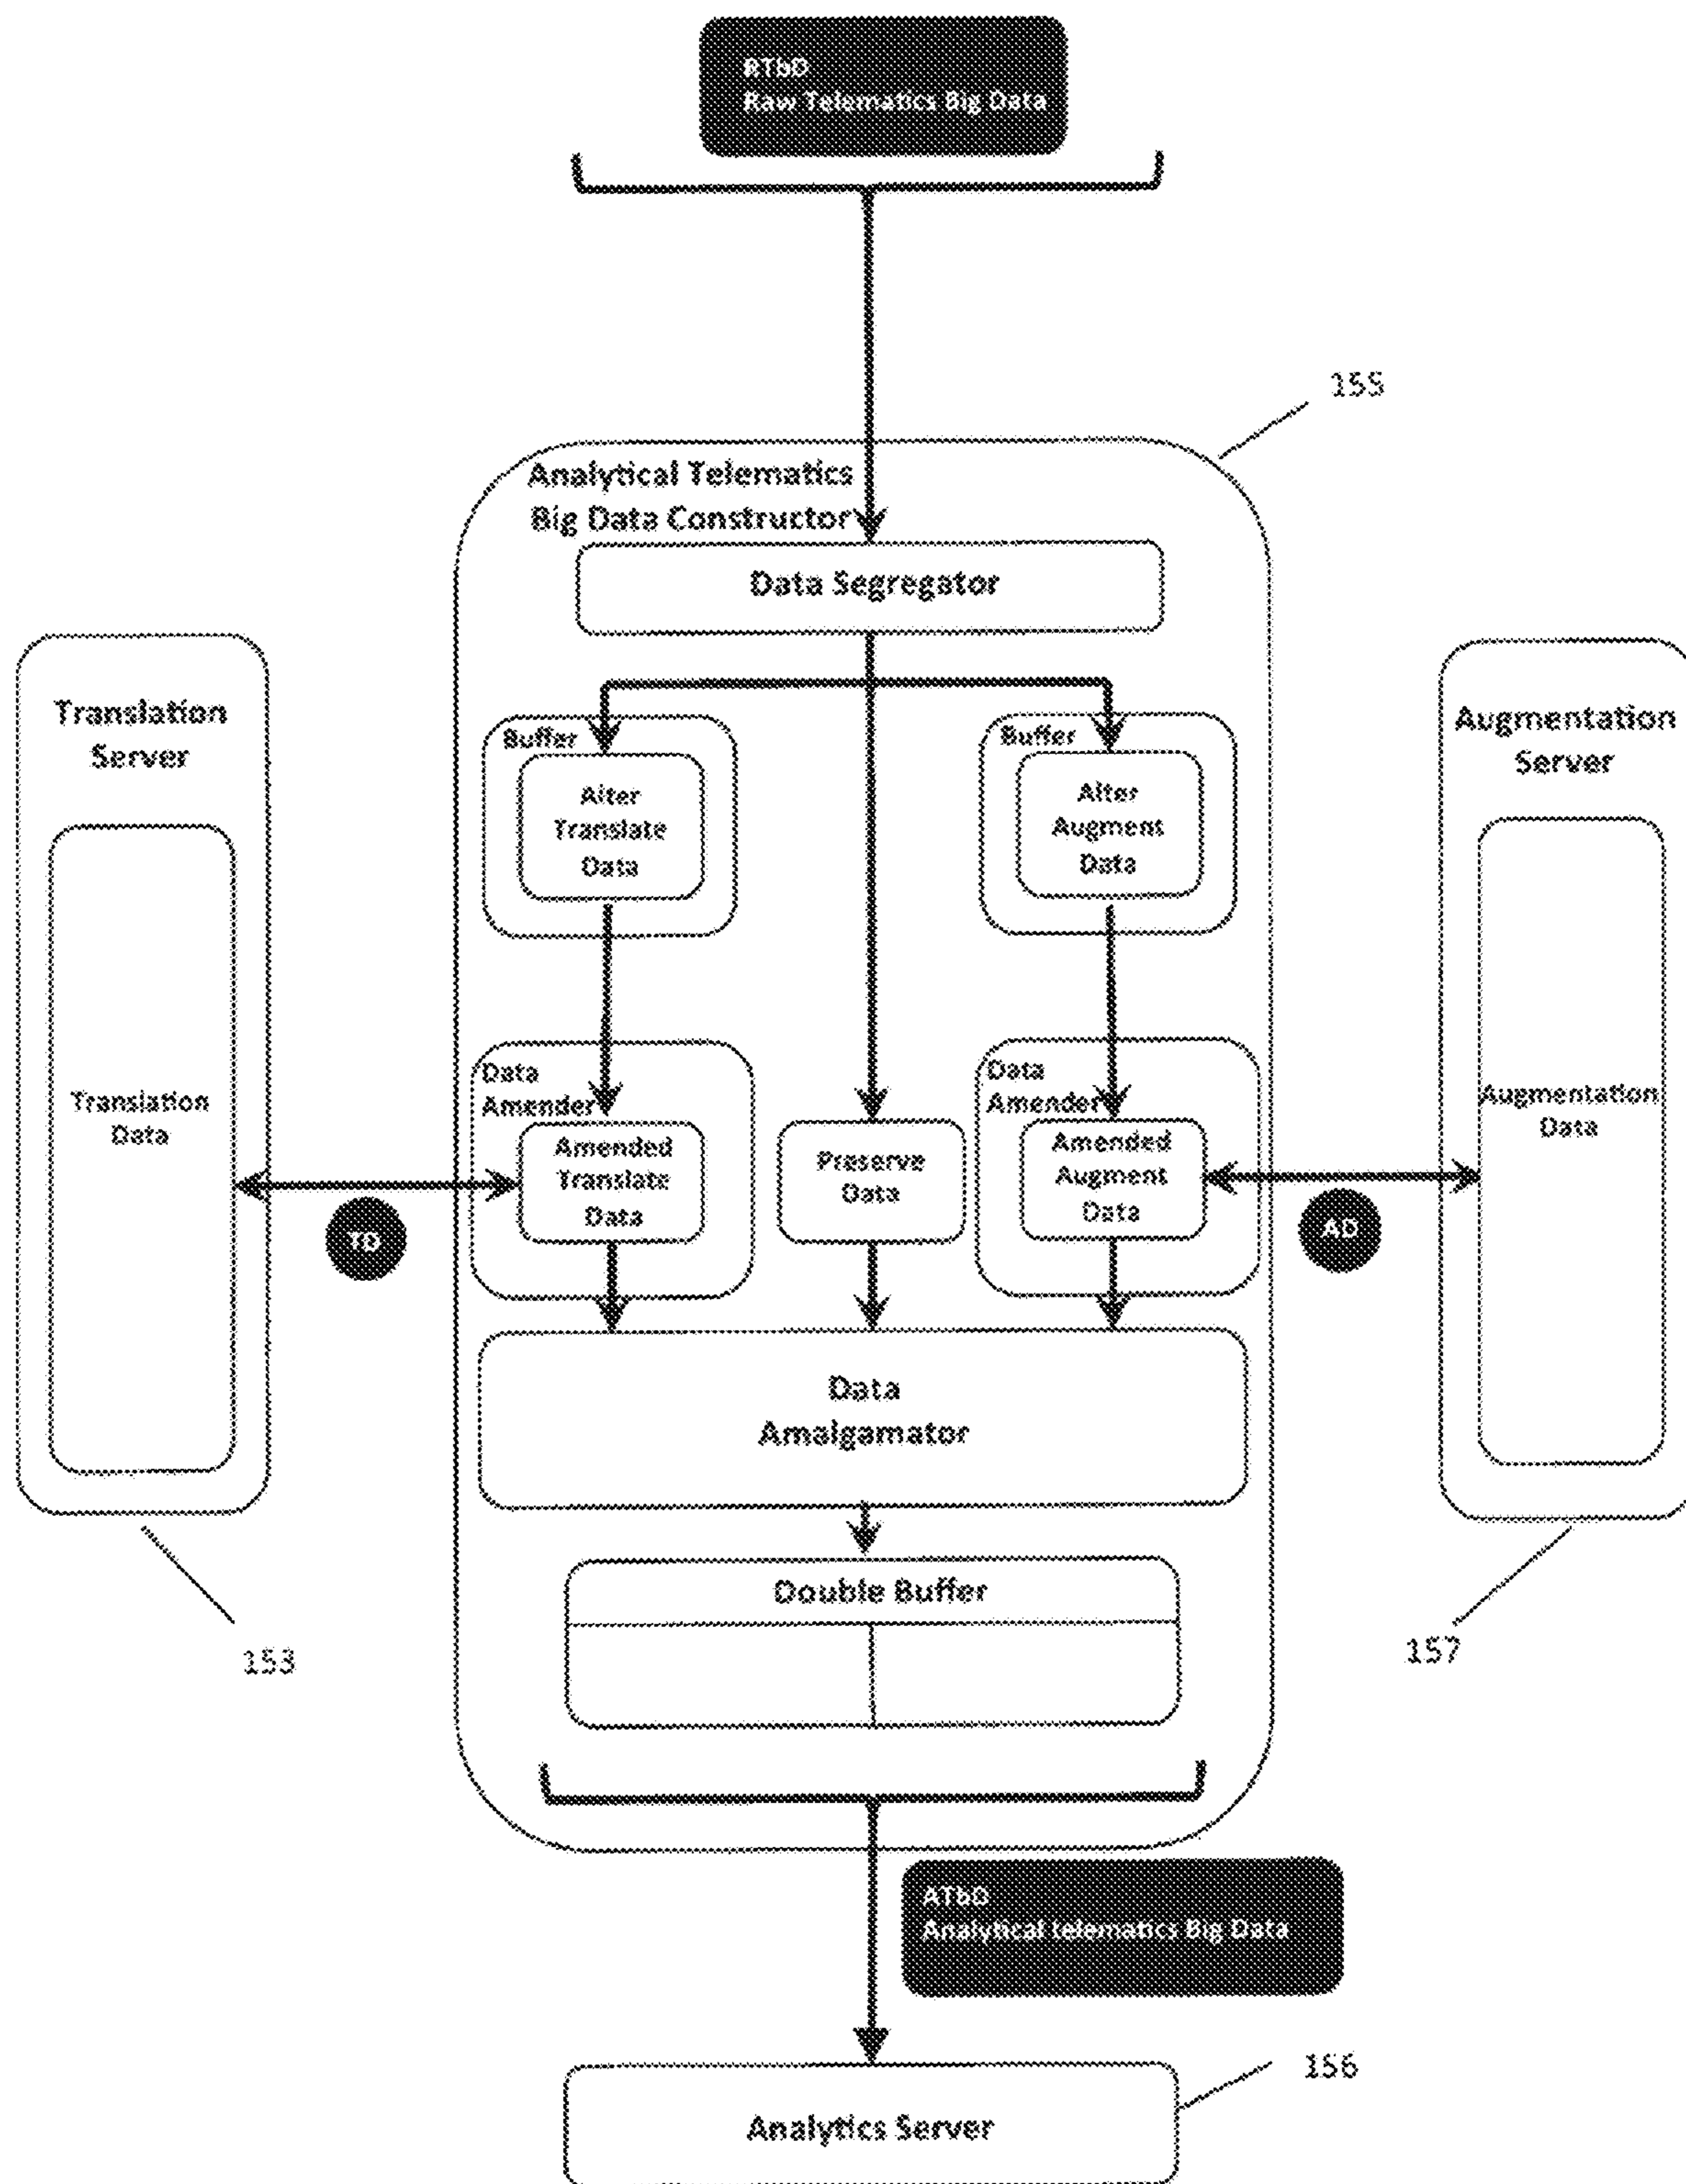 RTbD
Raw Telematics Big Data
155
Analytical Telematics
Big Data Constructor
Data Segregator
Translation
Server
Augmentation
Server
Buffer
Alter
Translate
Data
Buffer
Alter
Augment
Data
Translation
Data
Data
Amender
Amended
Translate
Data
Preserve
Data
Data
Amender
Amended
Augment
Data
Augmentation
Data
TD
AD
Data
Amalgamator
Double Buffer
153
157
ATbD
Analytical telematics Big Data
156
Analytics Server